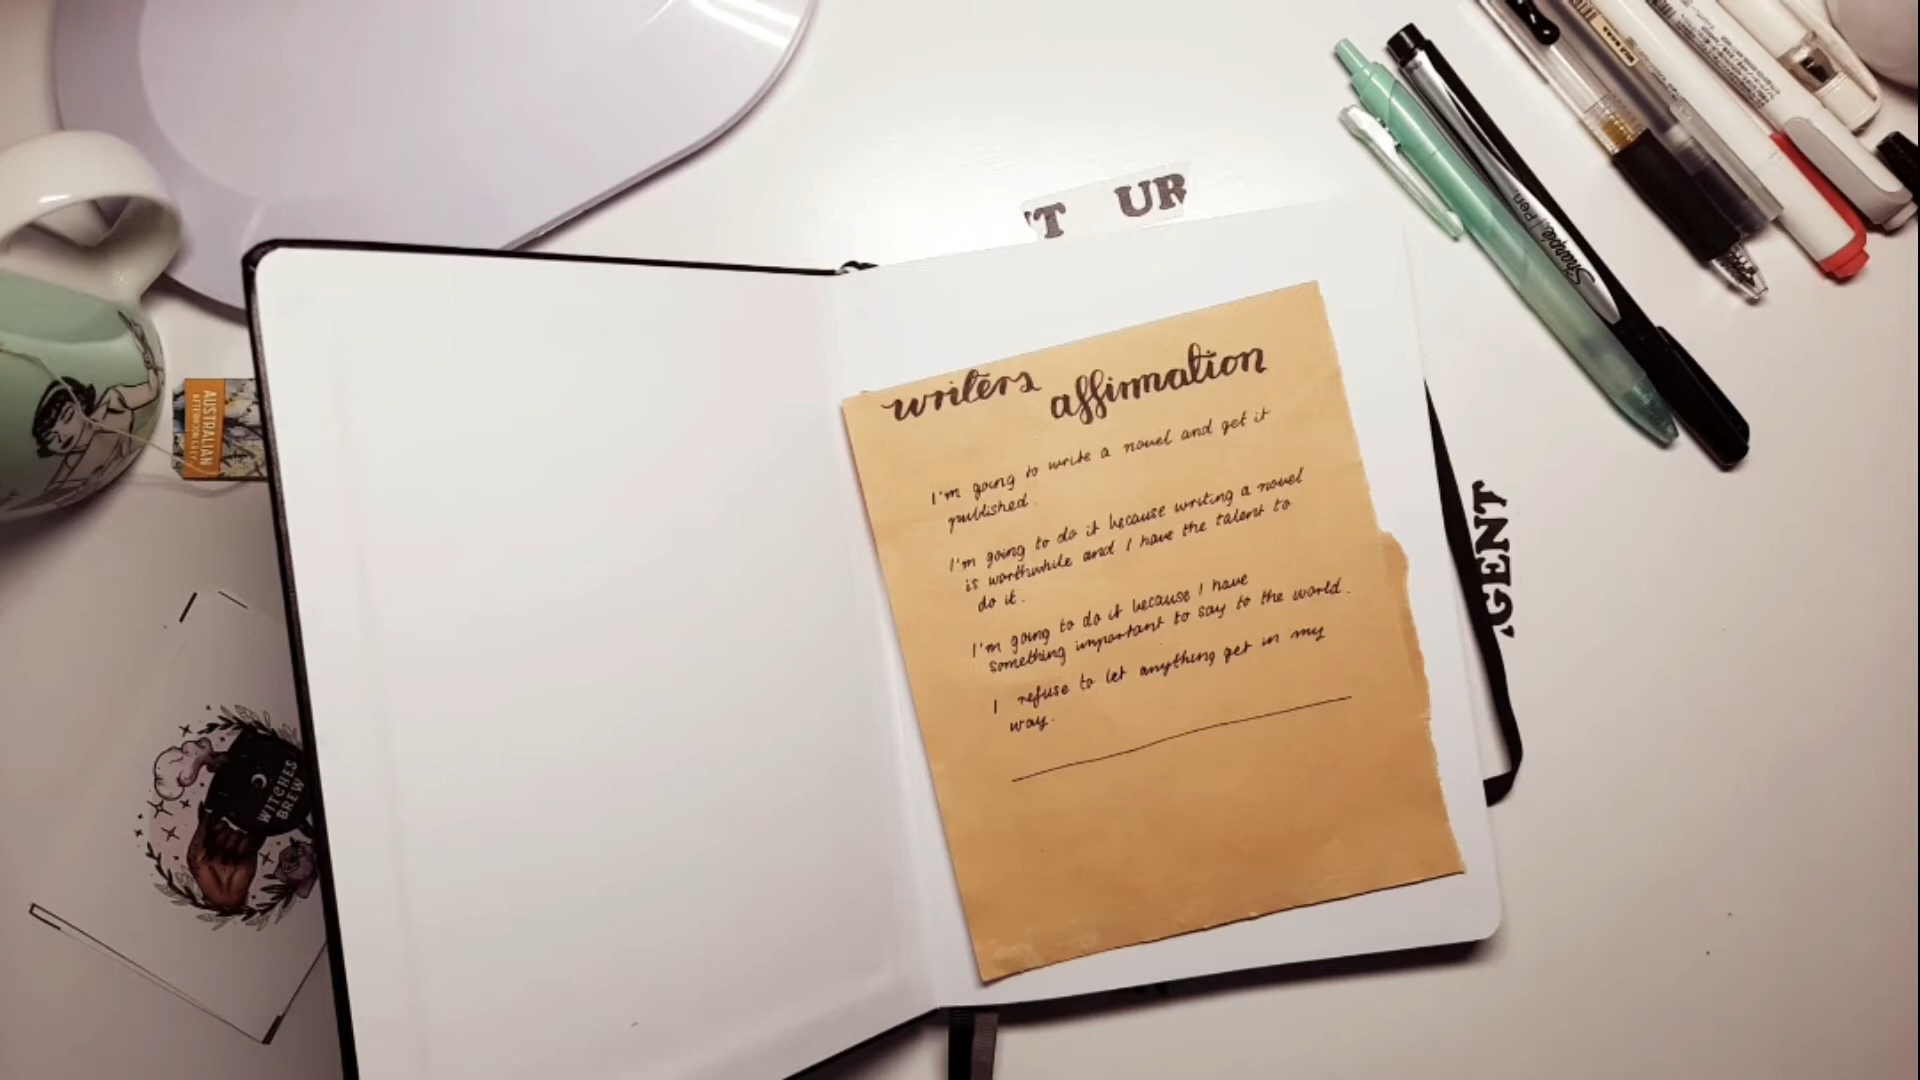 'T UR
writers affirmation
I'm going to write a novel and get it
published.
I'm going to do it because writing a novel
is worthwhile and I have the talent to
do it.
I'm going to do it because I have
something important to say to the world.
I refuse to let anything get in my
way.
GENT
Sharpie Pen
AUSTRALIAN
AFTERNOON
WITCHES
BREW